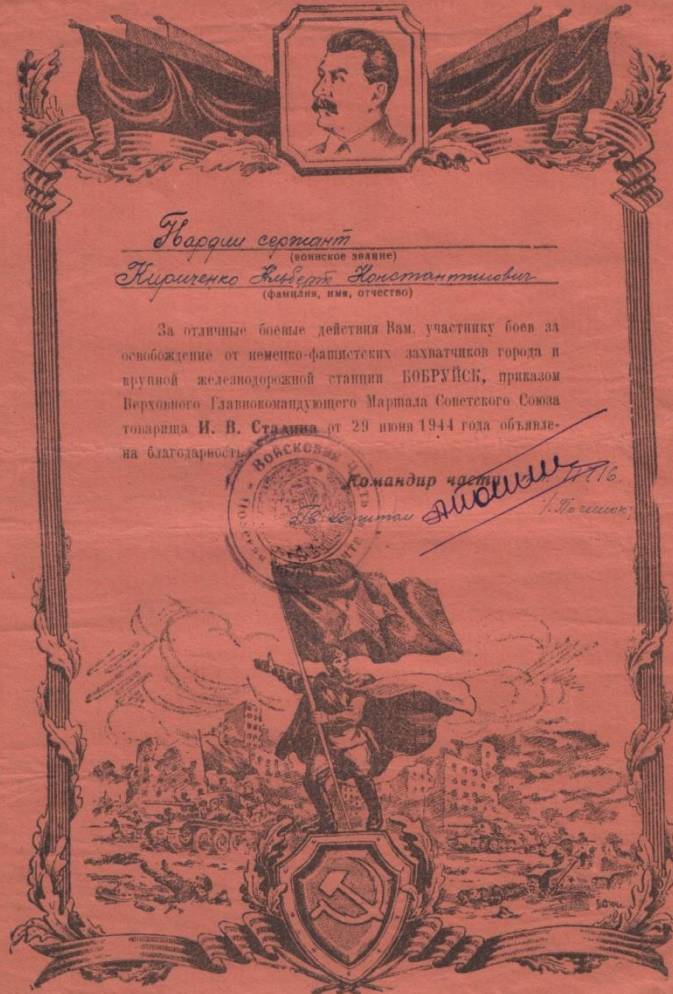 Гвардии сержант
(воинское звание)
Кириченко Альберт Константинович
(фамилия, имя, отчество)
За отличные боевые действия Вам, участнику боев за
освобождение от немецко-фашистских захватчиков города и
крупной железнодорожной станции БОБРУЙСК, приказом
Верховного Главнокомандующего Маршала Советского Союза
товарища И. В. Сталина от 29 июня 1944 года объявле-
на благодарность.
Войсковая часть
Командир части
Гв капитан